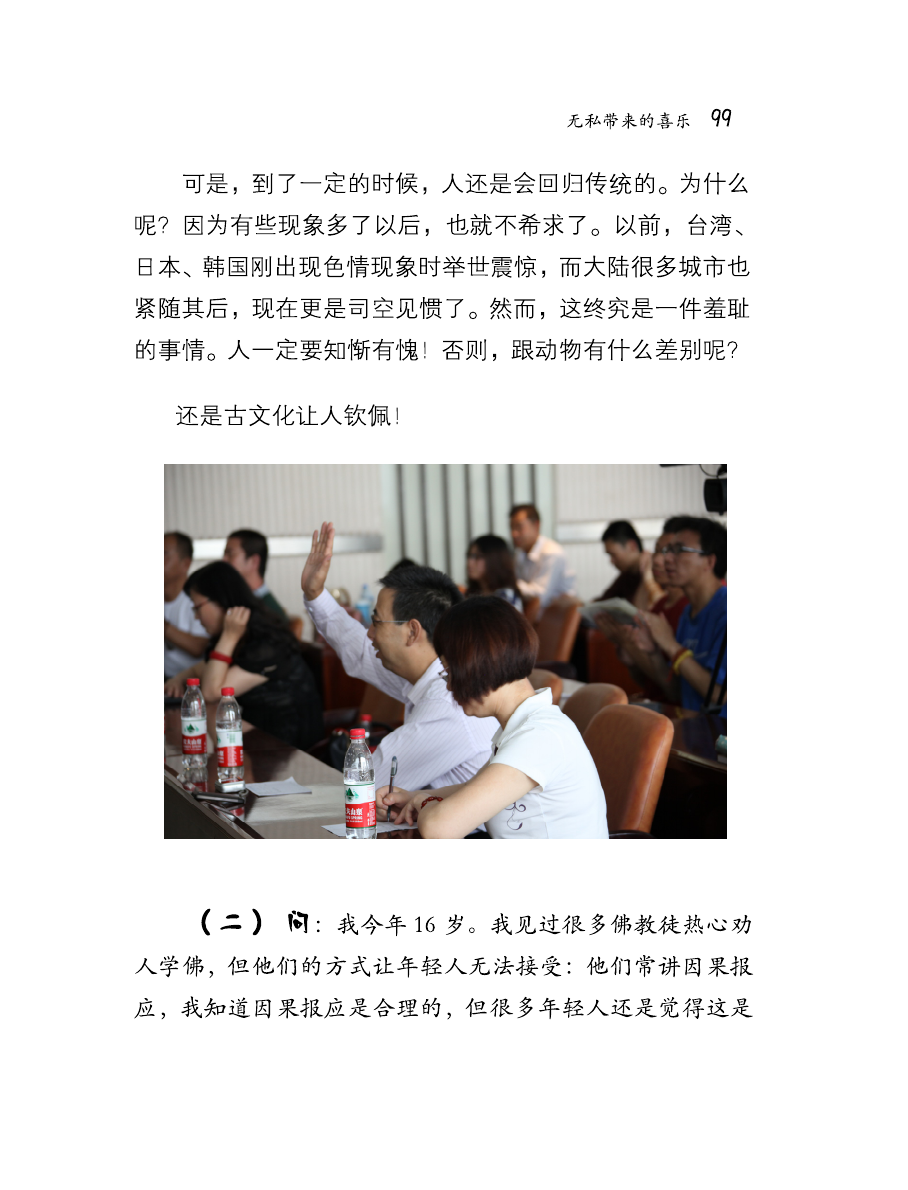 无私带来的喜乐 99
可是，到了一定的时候，人还是会回归传统的。为什么
呢？因为有些现象多了以后，也就不希求了。以前，台湾、
日本、韩国刚出现色情现象时举世震惊，而大陆很多城市也
紧随其后，现在更是司空见惯了。然而，这终究是一件羞耻
的事情。人一定要知惭有愧！否则，跟动物有什么差别呢？
还是古文化让人钦佩！
（二）问：我今年 16 岁。我见过很多佛教徒热心劝
人学佛，但他们的方式让年轻人无法接受：他们常讲因果报
应，我知道因果报应是合理的，但很多年轻人还是觉得这是